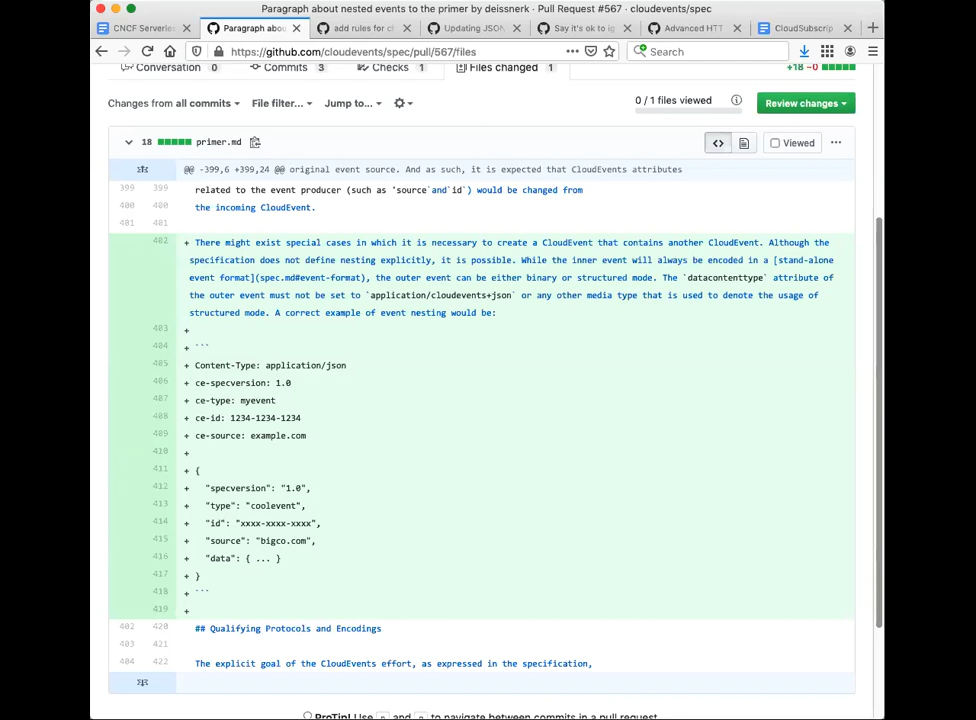 Paragraph about nested events to the primer by deissnerk · Pull Request #567 · cloudevents/spec
CNCF Serverles
Paragraph abou
add rules for c
Updating JSON
Say it's ok to ig
Advanced HTT
CloudSubscrip
https://github.com/cloudevents/spec/pull/567/files
Search
Conversation 0
Commits 3
Checks 1
Files changed 1
+18 −0
Changes from all commits
File filter...
Jump to...
0 / 1 files viewed
Review changes
18 primer.md
Viewed
@@ -399,6 +399,24 @@ original event source. And as such, it is expected that CloudEvents attributes
399 399 related to the event producer (such as 'source`and`id`) would be changed from
400 400 the incoming CloudEvent.
401 401
402 + There might exist special cases in which it is necessary to create a CloudEvent that contains another CloudEvent. Although the
specification does not define nesting explicitly, it is possible. While the inner event will always be encoded in a [stand-alone
event format](spec.md#event-format), the outer event can be either binary or structured mode. The `datacontenttype` attribute of
the outer event must not be set to `application/cloudevents+json` or any other media type that is used to denote the usage of
structured mode. A correct example of event nesting would be:
403 +
404 + ```
405 + Content-Type: application/json
406 + ce-specversion: 1.0
407 + ce-type: myevent
408 + ce-id: 1234-1234-1234
409 + ce-source: example.com
410 +
411 + {
412 + "specversion": "1.0",
413 + "type": "coolevent",
414 + "id": "xxxx-xxxx-xxxx",
415 + "source": "bigco.com",
416 + "data": { ... }
417 + }
418 + ```
419 +
402 420 ## Qualifying Protocols and Encodings
403 421
404 422 The explicit goal of the CloudEvents effort, as expressed in the specification,
ProTip! Use n and p to navigate between commits in a pull request.